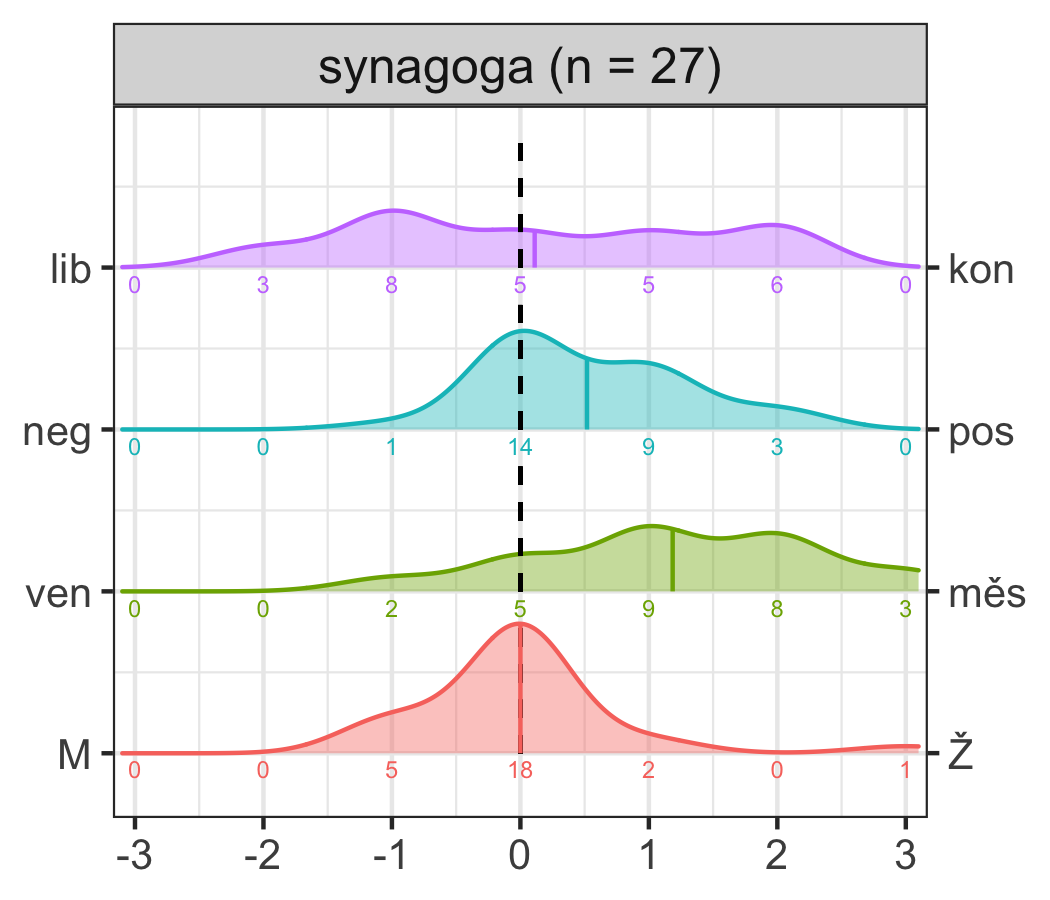 synagoga (n = 27)
lib kon
0 3 8 5 5 6 0
neg pos
0 0 1 14 9 3 0
ven měs
0 0 2 5 9 8 3
M Ž
0 0 5 18 2 0 1
-3 -2 -1 0 1 2 3